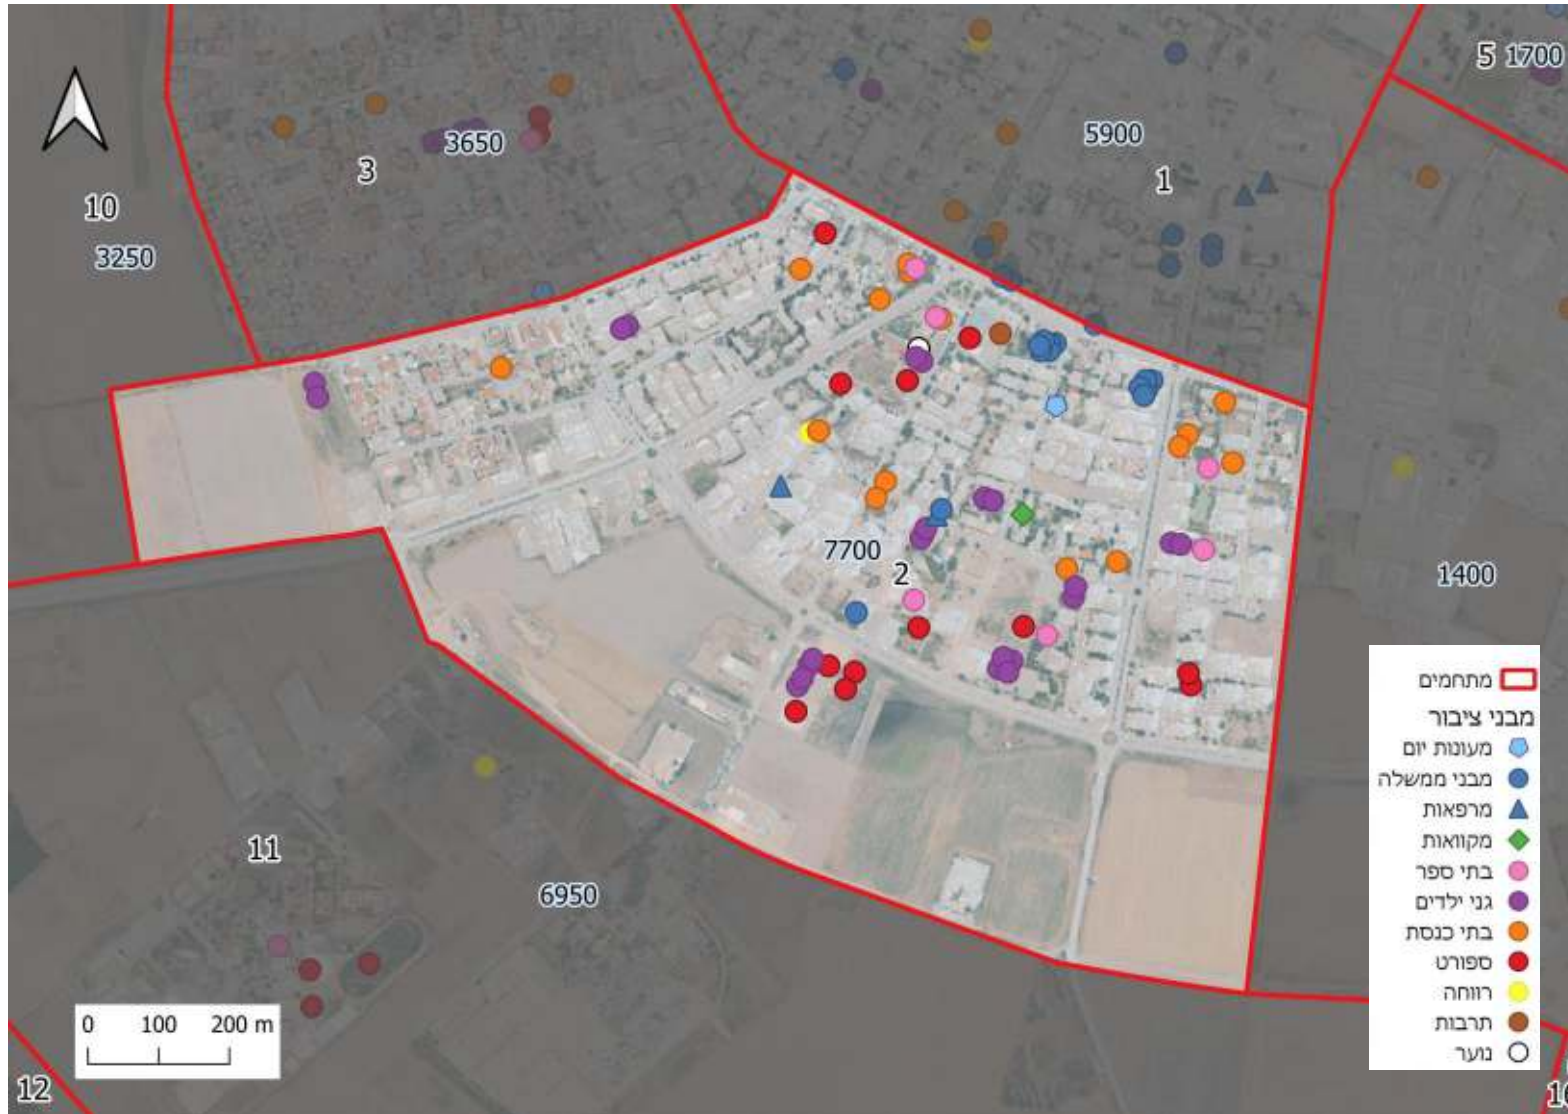 5 1700
5900
3650
3
1
10
3250
7700
2
1400
11
6950
12
0 100 200 m
מתחמים
מבני ציבור
מעונות יום
מבני ממשלה
מרפאות
מקוואות
בתי ספר
גני ילדים
בתי כנסת
ספורט
רווחה
תרבות
נוער